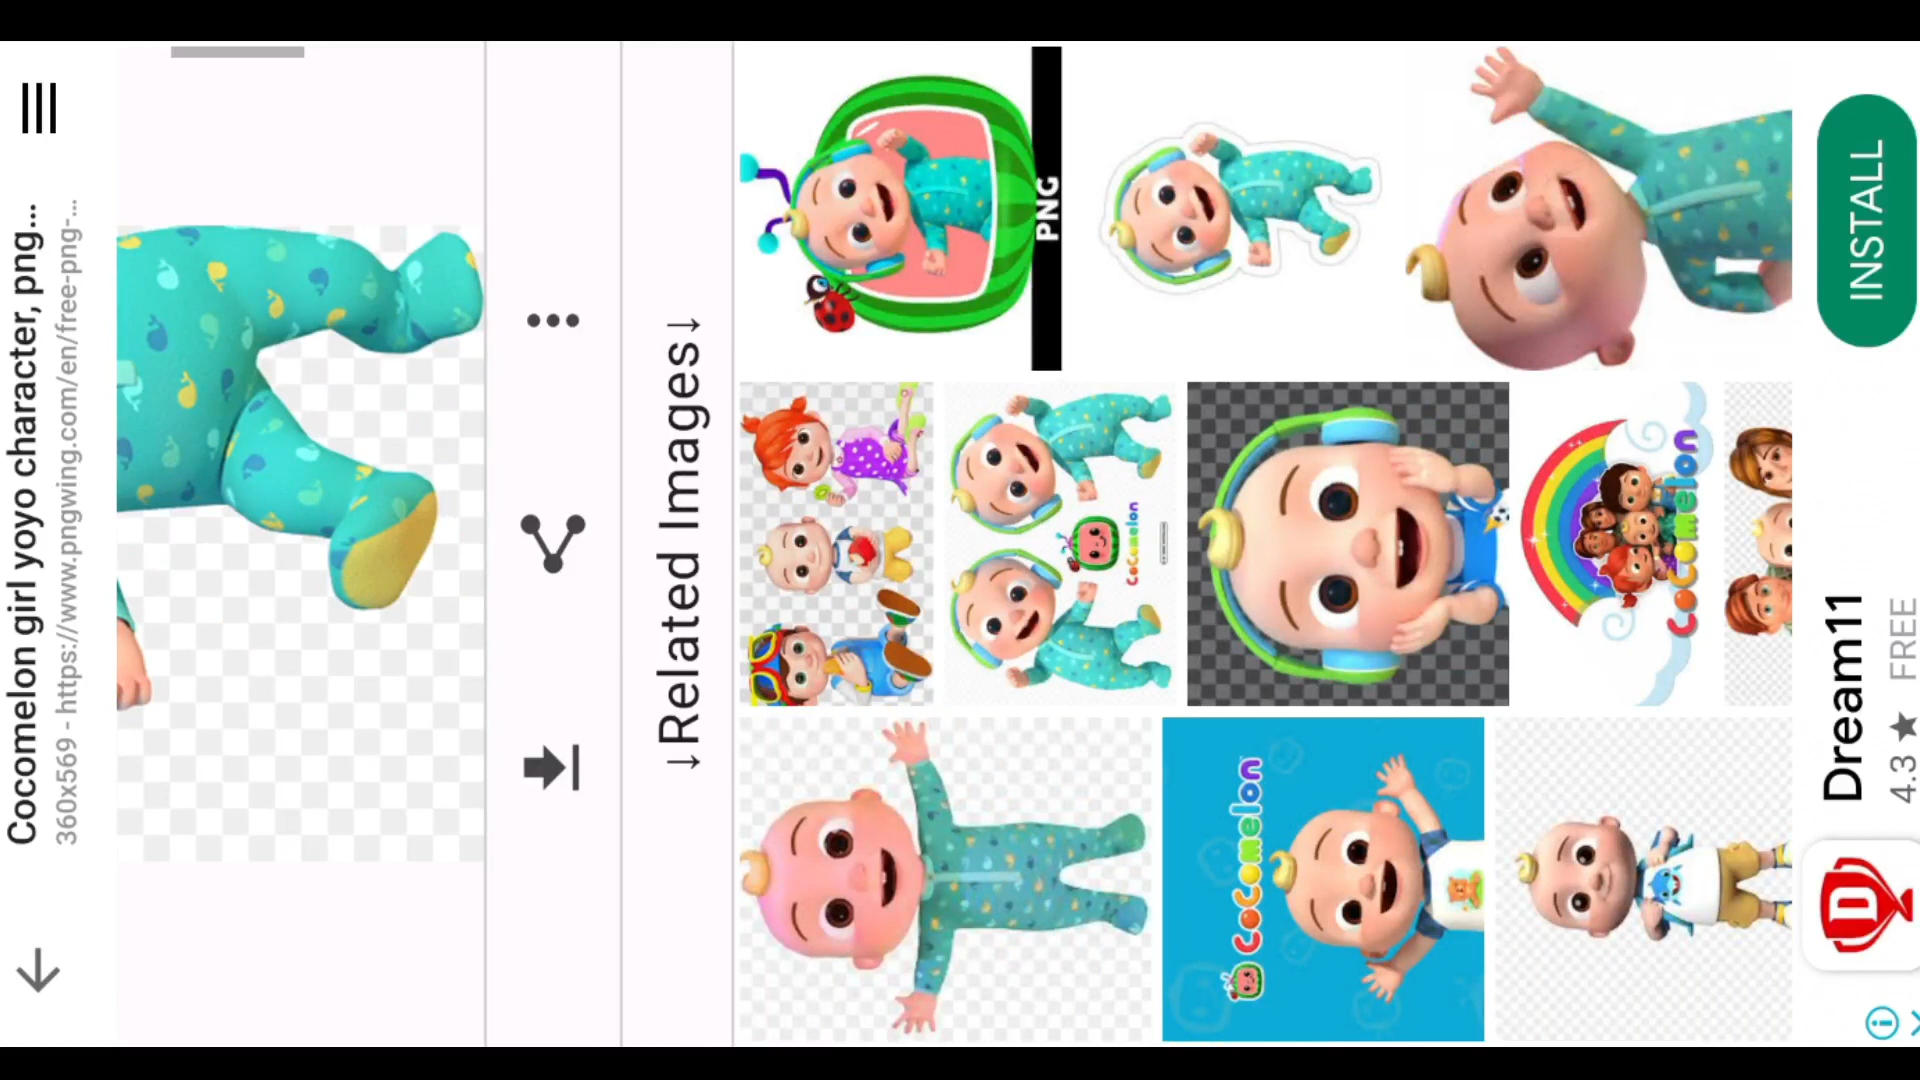 Cocomelon girl yoyo character, png...
360x569 - https://www.pngwing.com/en/free-png-...
↓Related Images↓
PNG
CoComelon
CoComelon
CoComelon
Dream11
4.3 ★ FREE
INSTALL